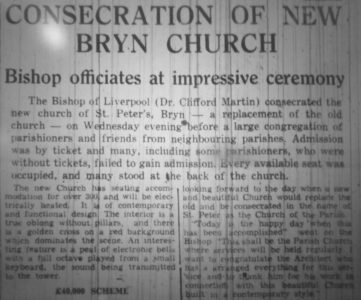 CONSECRATION OF NEW
BRYN CHURCH
Bishop officiates at impressive ceremony
The Bishop of Liverpool (Dr. Clifford Martin) consecrated the
new church of St. Peter's, Bryn — a replacement of the old
church — on Wednesday evening before a large congregation of
parishioners and friends from neighbouring parishes. Admission
was by ticket and many, including some parishioners, who were
without tickets, failed to gain admission. Every available seat was
occupied, and many stood at the back of the church.
The new Church has seating accom-
modation for over 300, and will be elec-
trically heated. It is of contemporary
and functional design. The interior is a
true oblong without pillars, and there
is a golden cross on a red background
which dominates the scene. An interes-
ting feature is a peal of electronic bells
with a full octave played from a small
keyboard, the sound being transmitted
to the tower.
£40,000 SCHEME
looking forward to the day when a new
and beautiful Church would replace the
old and be consecrated in the name of
St. Peter as the Church of the Parish.
"Today is the happy day when this
has been accomplished" went on the
Bishop. "This shall be the Parish Church
where services will be held regularly. I
want to congratulate the Architect who
has arranged everything for this ser-
vice and to thank him for his work in
connection with this beautiful Church
built in a contemporary style."